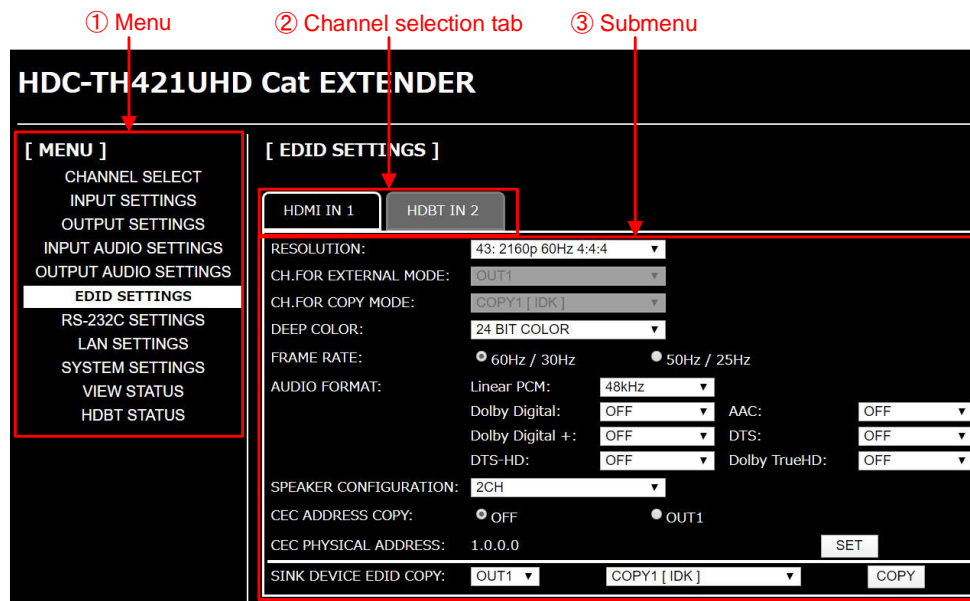 ① Menu ② Channel selection tab ③ Submenu
HDC-TH421UHD Cat EXTENDER
[ MENU ]
CHANNEL SELECT
INPUT SETTINGS
OUTPUT SETTINGS
INPUT AUDIO SETTINGS
OUTPUT AUDIO SETTINGS
EDID SETTINGS
RS-232C SETTINGS
LAN SETTINGS
SYSTEM SETTINGS
VIEW STATUS
HDBT STATUS
[ EDID SETTINGS ]
HDMI IN 1 HDBT IN 2
RESOLUTION: 43: 2160p 60Hz 4:4:4
CH.FOR EXTERNAL MODE: OUT1
CH.FOR COPY MODE: COPY1 [ IDK ]
DEEP COLOR: 24 BIT COLOR
FRAME RATE: 60Hz / 30Hz 50Hz / 25Hz
AUDIO FORMAT: Linear PCM: 48kHz
Dolby Digital: OFF AAC: OFF
Dolby Digital +: OFF DTS: OFF
DTS-HD: OFF Dolby TrueHD: OFF
SPEAKER CONFIGURATION: 2CH
CEC ADDRESS COPY: OFF OUT1
CEC PHYSICAL ADDRESS: 1.0.0.0 SET
SINK DEVICE EDID COPY: OUT1 COPY1 [ IDK ] COPY